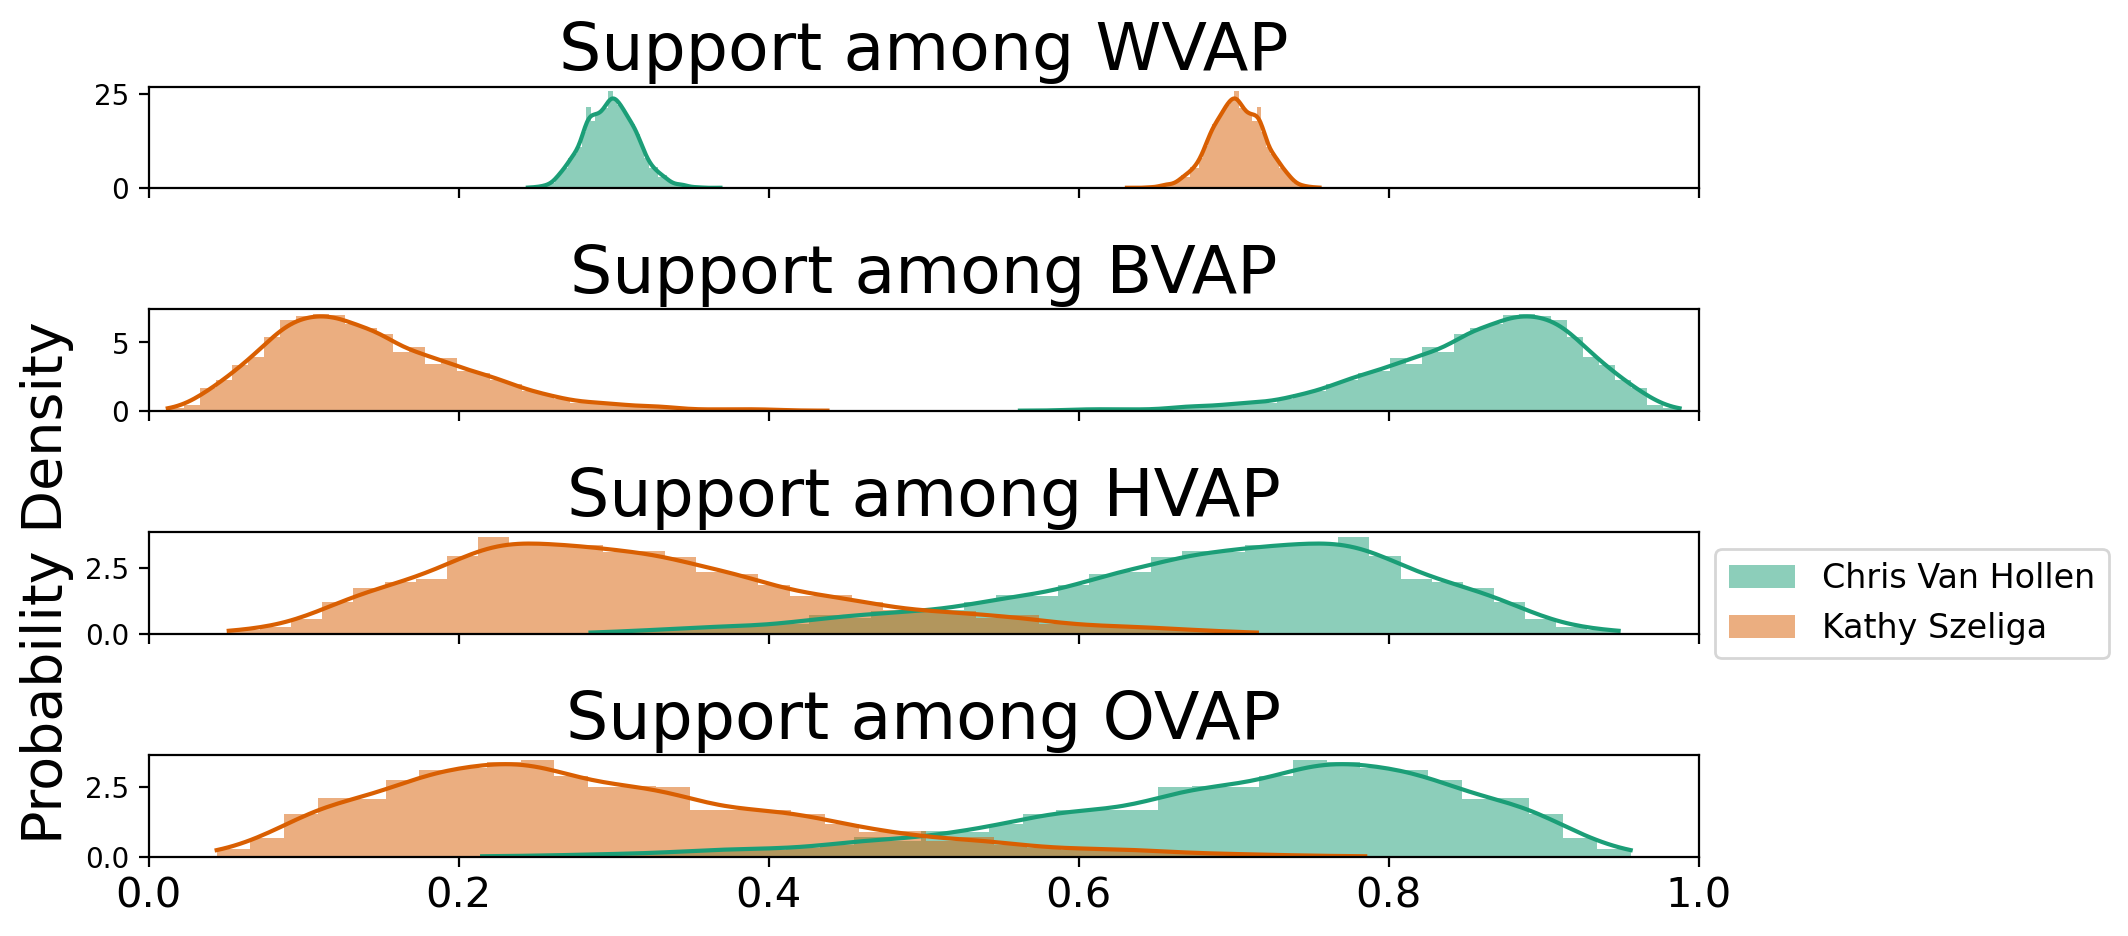 Support among WVAP
25
0
Support among BVAP
5
0
Support among HVAP
2.5
0.0
Support among OVAP
2.5
0.0
0.0 0.2 0.4 0.6 0.8 1.0
Probability Density
Chris Van Hollen
Kathy Szeliga